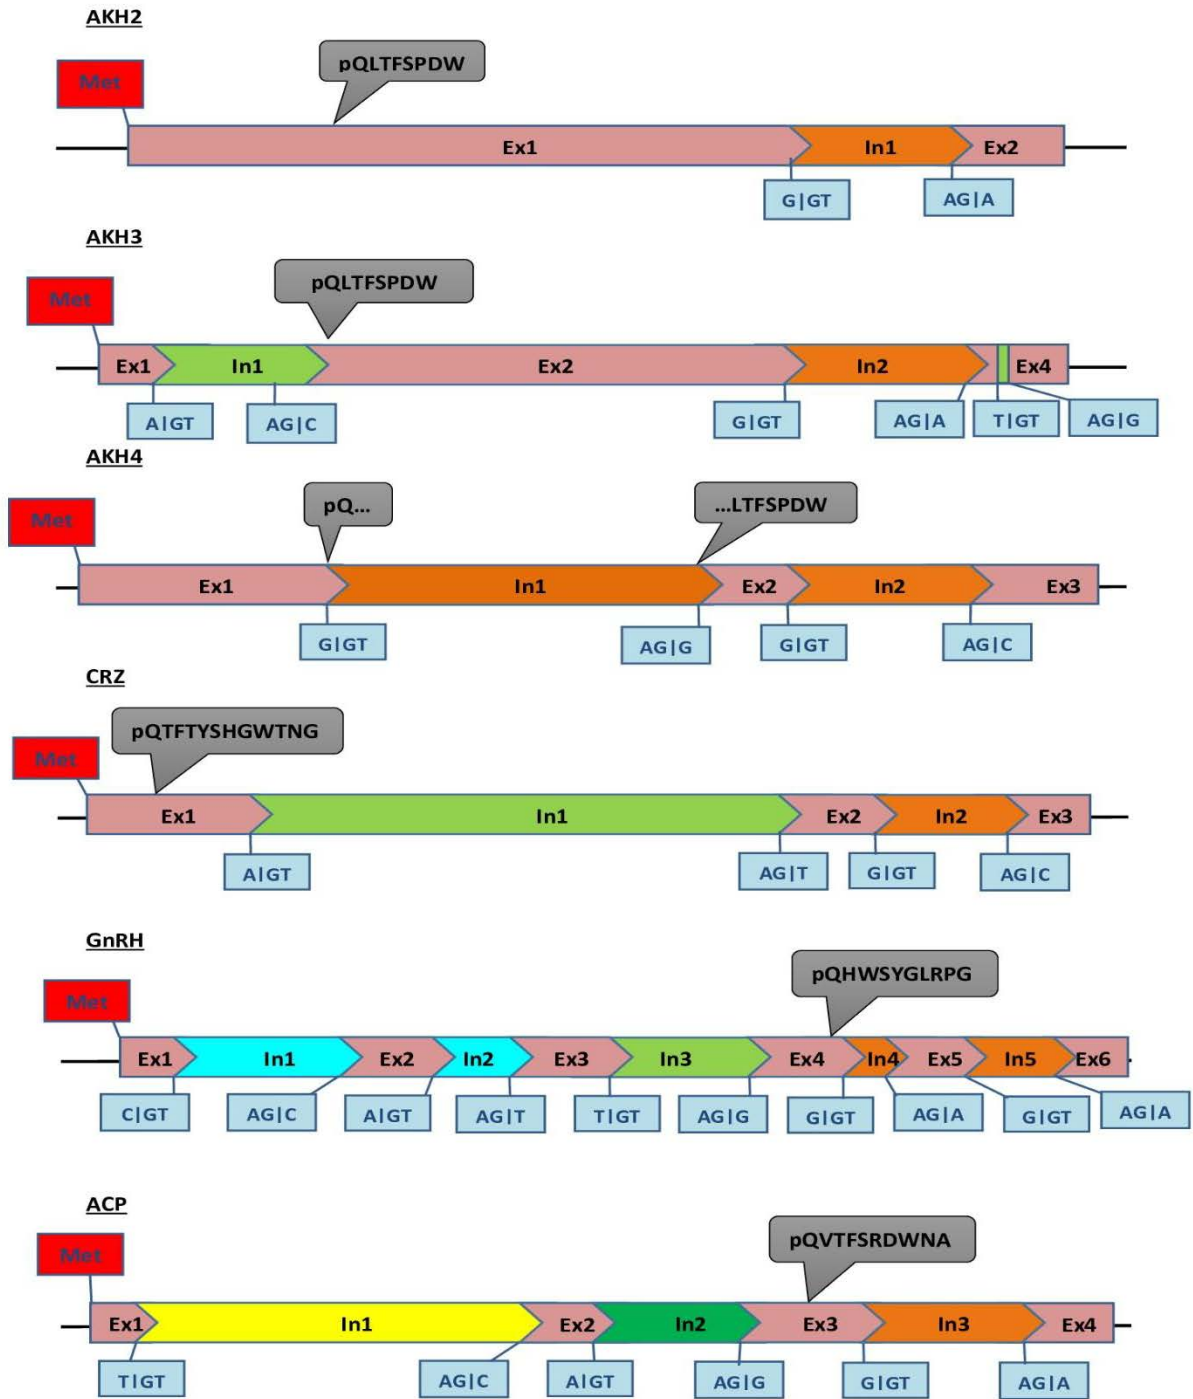 AKH2
Met
pQLTFSPDW
Ex1 In1 Ex2
G|GT AG|A
AKH3
Met
pQLTFSPDW
Ex1 In1 Ex2 In2 Ex4
A|GT AG|C G|GT AG|A T|GT AG|G
AKH4
Met
pQ... ...LTFSPDW
Ex1 In1 Ex2 In2 Ex3
G|GT AG|G G|GT AG|C
CRZ
Met
pQTFTYSHGWTNG
Ex1 In1 Ex2 In2 Ex3
A|GT AG|T G|GT AG|C
GnRH
Met
pQHWSYGLRPG
Ex1 In1 Ex2 In2 Ex3 In3 Ex4 In4 Ex5 In5 Ex6
C|GT AG|C A|GT AG|T T|GT AG|G G|GT AG|A G|GT AG|A
ACP
Met
pQVTFSRDWNA
Ex1 In1 Ex2 In2 Ex3 In3 Ex4
T|GT AG|C A|GT AG|G G|GT AG|A